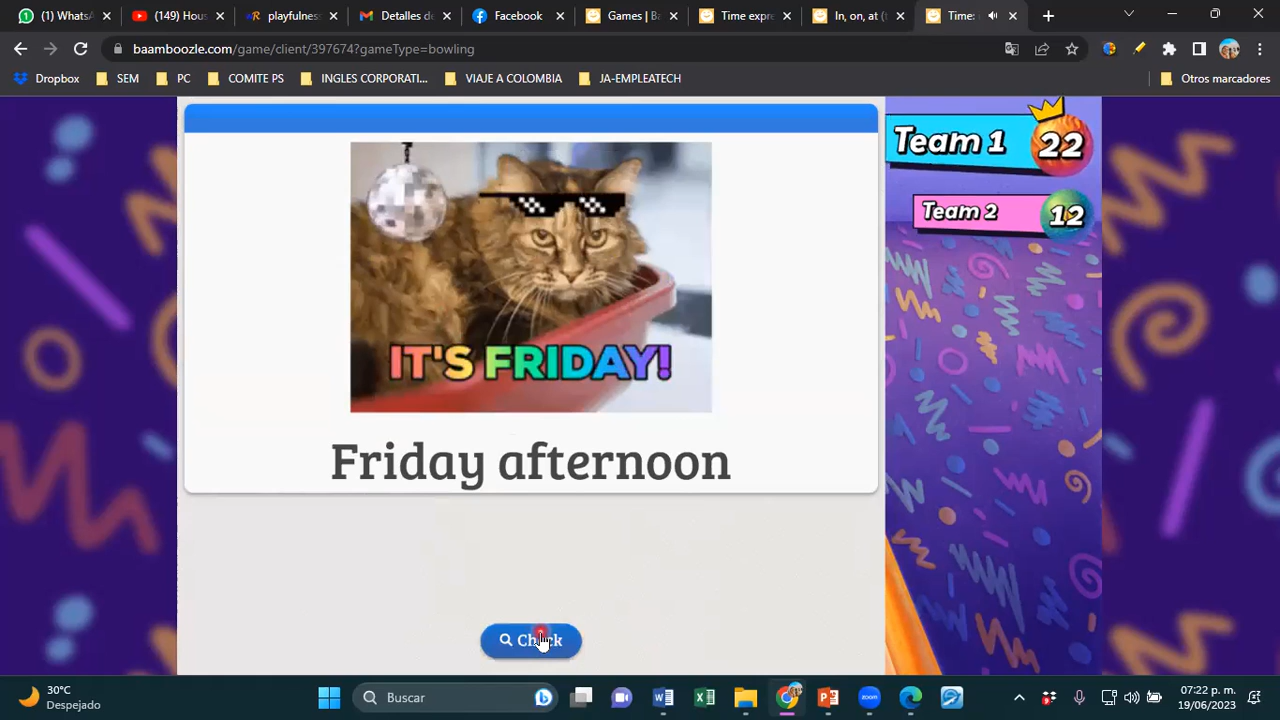 (1) WhatsA
(149) Hous
playfulness
Detalles de
Facebook
Games | Ba
Time expre
In, on, at (t
Time:
baamboozle.com/game/client/397674?gameType=bowling
Dropbox
SEM
PC
COMITE PS
INGLES CORPORATI...
VIAJE A COLOMBIA
JA-EMPLEATECH
Otros marcadores
Team 1 22
Team 2 12
IT'S FRIDAY!
Friday afternoon
Check
30°C
Despejado
Buscar
07:22 p. m.
19/06/2023